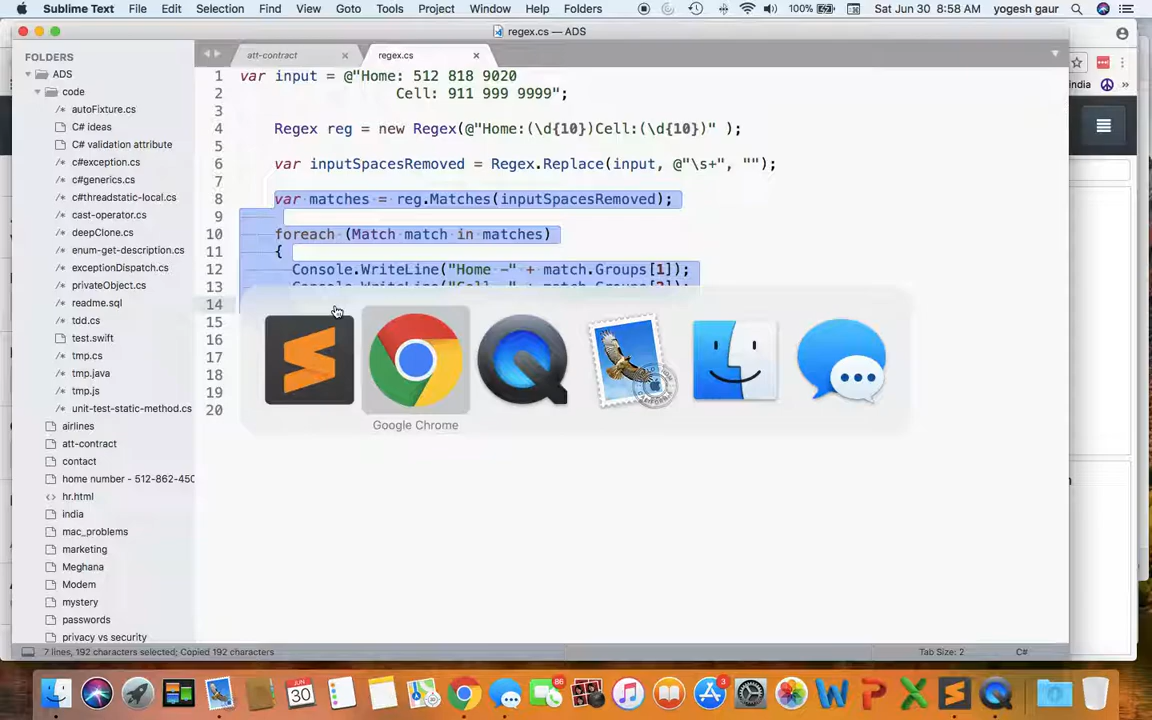 Sublime Text File Edit Selection Find View Goto Tools Project Window Help Folders 100% Sat Jun 30 8:58 AM yogesh gaur
regex.cs — ADS
FOLDERS
ADS
code
/* autoFixture.cs
C# ideas
C# validation attribute
/* c#exception.cs
/* c#generics.cs
/* c#threadstatic-local.cs
/* cast-operator.cs
/* deepClone.cs
/* enum-get-description.cs
/* exceptionDispatch.cs
/* privateObject.cs
/* readme.sql
/* tdd.cs
/* test.swift
/* tmp.cs
/* tmp.java
/* tmp.js
/* unit-test-static-method.cs
airlines
att-contract
contact
home number - 512-862-450
<> hr.html
india
mac_problems
marketing
Meghana
Modem
mystery
passwords
privacy vs security
att-contract
regex.cs
1 var input = @"Home: 512 818 9020
2 Cell: 911 999 9999";
3
4 Regex reg = new Regex(@"Home:(\d{10})Cell:(\d{10})" );
5
6 var inputSpacesRemoved = Regex.Replace(input, @"\s+", "");
7
8 var matches = reg.Matches(inputSpacesRemoved);
9
10 foreach (Match match in matches)
11 {
12 Console.WriteLine("Home -" + match.Groups[1]);
13
14
15
16
17
18
19
20
Google Chrome
india »
7 lines, 192 characters selected; Copied 192 characters
Tab Size: 2
C#
JUN
30
86
3